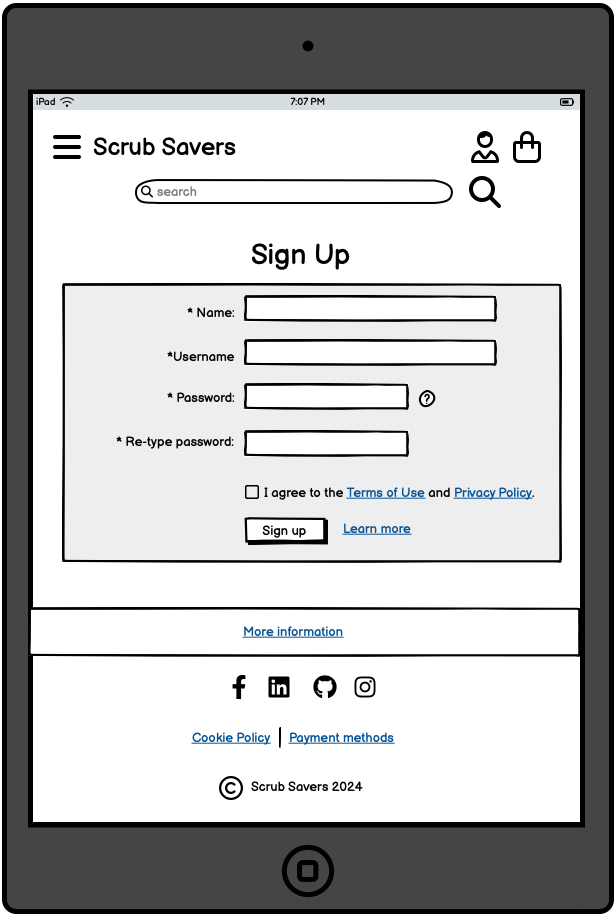 iPad 7:07 PM
Scrub Savers
search
Sign Up
* Name:
*Username
* Password: ?
* Re-type password:
I agree to the Terms of Use and Privacy Policy.
Sign up Learn more
More information
f in
Cookie Policy | Payment methods
© Scrub Savers 2024